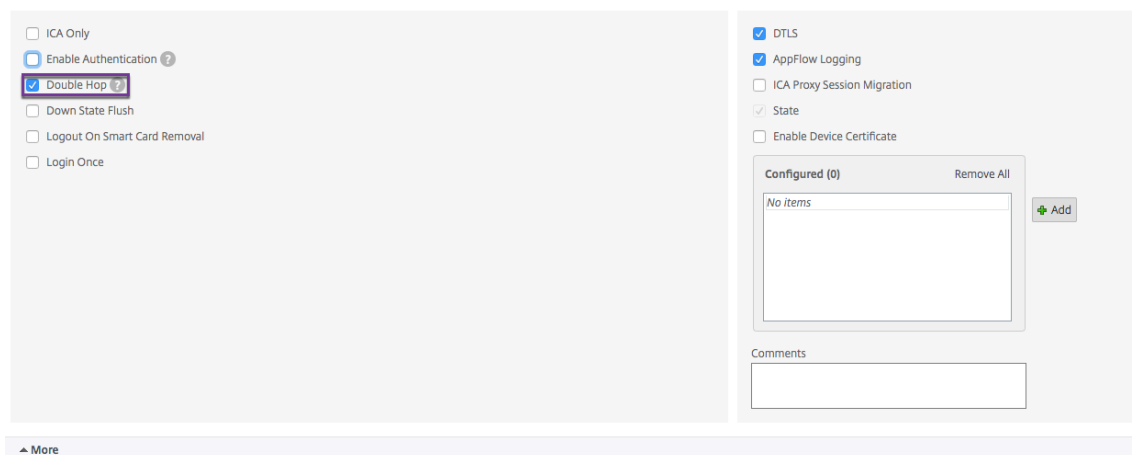 ICA Only
Enable Authentication ?
Double Hop ?
Down State Flush
Logout On Smart Card Removal
Login Once
DTLS
AppFlow Logging
ICA Proxy Session Migration
State
Enable Device Certificate
Configured (0) Remove All
No items
Add
Comments
More